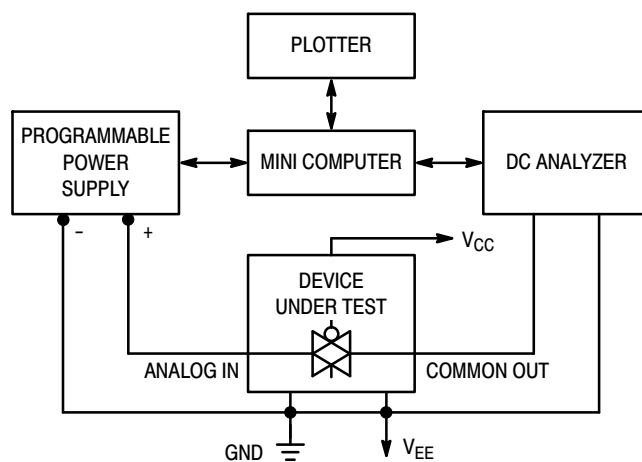 PLOTTER
PROGRAMMABLE
POWER
SUPPLY
MINI COMPUTER
DC ANALYZER
–
+
VCC
DEVICE
UNDER TEST
ANALOG IN
COMMON OUT
GND
VEE